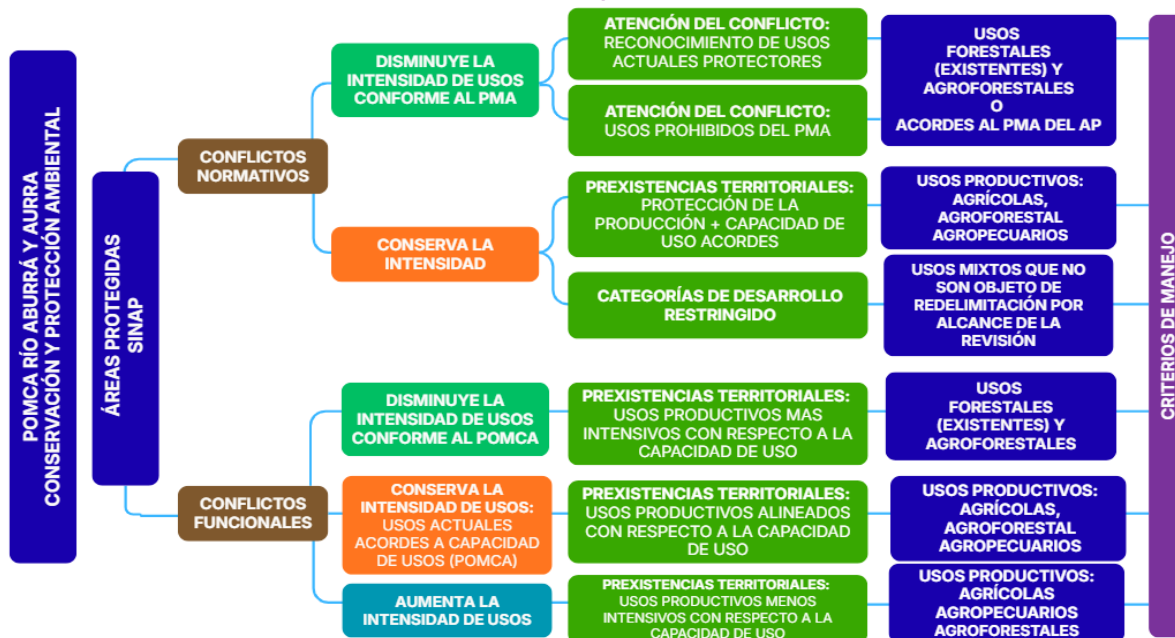 POMCA RÍO ABURRÁ Y AURRA
CONSERVACIÓN Y PROTECCIÓN AMBIENTAL
ÁREAS PROTEGIDAS
SINAP
CONFLICTOS
NORMATIVOS
DISMINUYE LA
INTENSIDAD DE USOS
CONFORME AL PMA
ATENCIÓN DEL CONFLICTO:
RECONOCIMIENTO DE USOS
ACTUALES PROTECTORES
ATENCIÓN DEL CONFLICTO:
USOS PROHIBIDOS DEL PMA
USOS
FORESTALES
(EXISTENTES) Y
AGROFORESTALES
O
ACORDES AL PMA DEL AP
CONSERVA LA
INTENSIDAD
PREXISTENCIAS TERRITORIALES:
PROTECCIÓN DE LA
PRODUCCIÓN + CAPACIDAD DE
USO ACORDES
USOS PRODUCTIVOS:
AGRÍCOLAS,
AGROFORESTAL
AGROPECUARIOS
CATEGORÍAS DE DESARROLLO
RESTRINGIDO
USOS MIXTOS QUE NO
SON OBJETO DE
REDELIMITACIÓN POR
ALCANCE DE LA
REVISIÓN
CONFLICTOS
FUNCIONALES
DISMINUYE LA
INTENSIDAD DE USOS
CONFORME AL POMCA
PREXISTENCIAS TERRITORIALES:
USOS PRODUCTIVOS MAS
INTENSIVOS CON RESPECTO A LA
CAPACIDAD DE USO
USOS
FORESTALES
(EXISTENTES) Y
AGROFORESTALES
CONSERVA LA
INTENSIDAD DE USOS:
USOS ACTUALES
ACORDES A CAPACIDAD
DE USOS (POMCA)
PREXISTENCIAS TERRITORIALES:
USOS PRODUCTIVOS ALINEADOS
CON RESPECTO A LA CAPACIDAD
DE USO
USOS PRODUCTIVOS:
AGRÍCOLAS,
AGROFORESTAL
AGROPECUARIOS
AUMENTA LA
INTENSIDAD DE USOS
PREXISTENCIAS TERRITORIALES:
USOS PRODUCTIVOS MENOS
INTENSIVOS CON RESPECTO A LA
CAPACIDAD DE USO
USOS PRODUCTIVOS:
AGRÍCOLAS
AGROPECUARIOS
AGROFORESTALES
CRITERIOS DE MANEJO